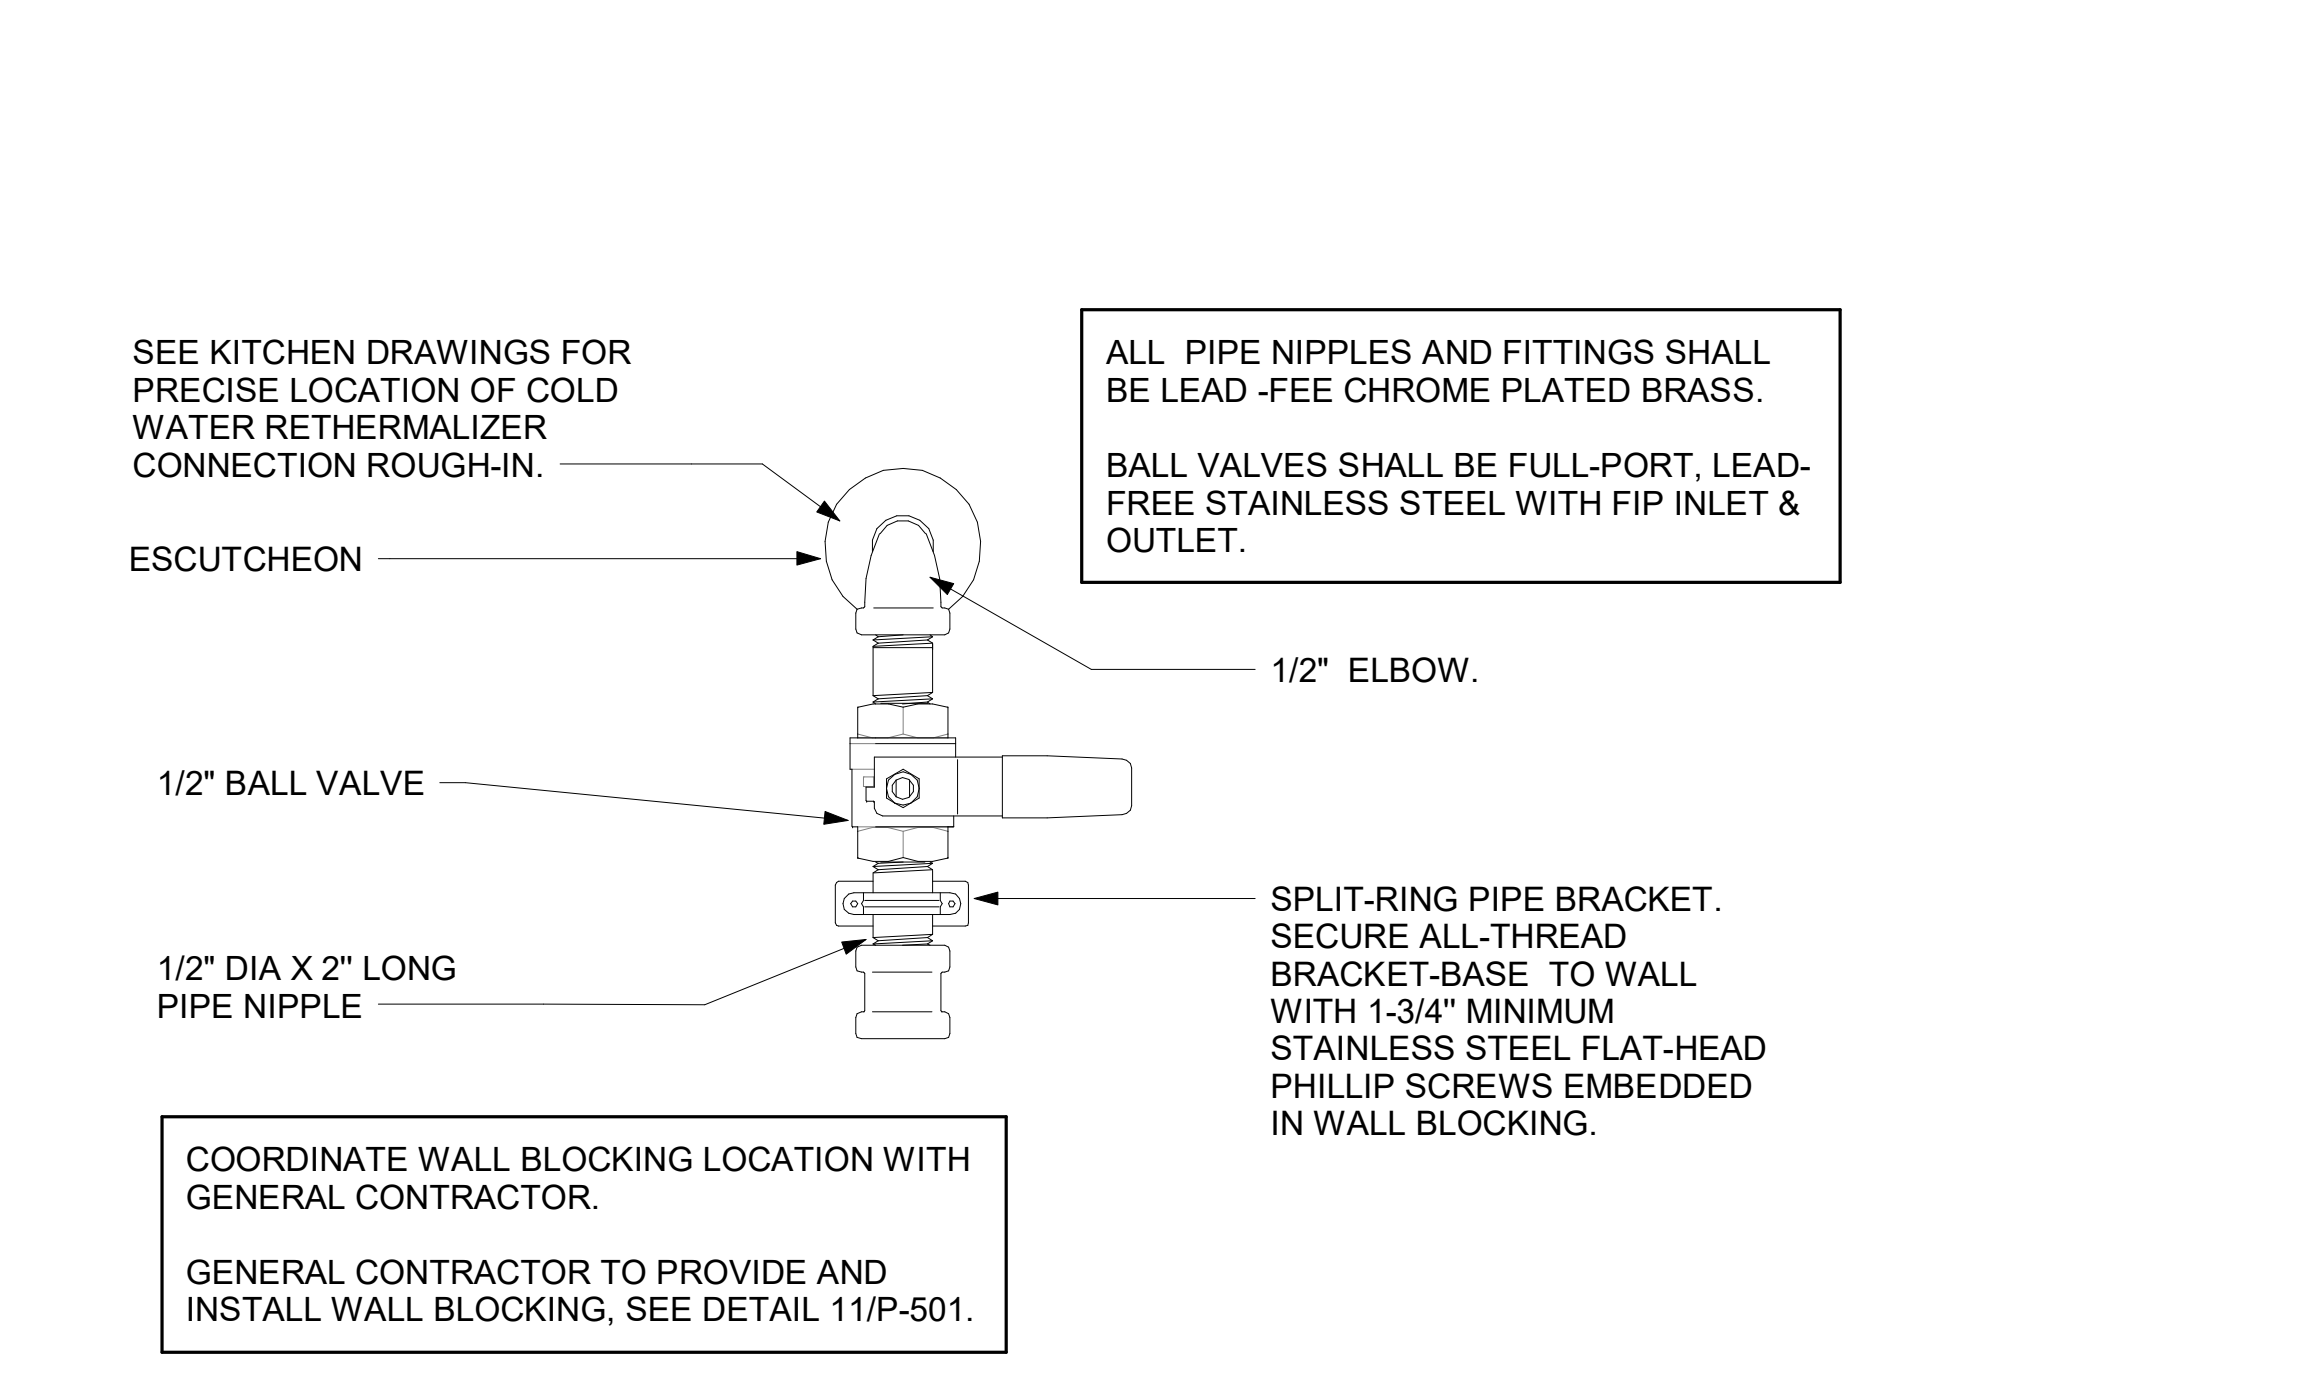 SEE KITCHEN DRAWINGS FOR
PRECISE LOCATION OF COLD
WATER RETHERMALIZER
CONNECTION ROUGH-IN.
ESCUTCHEON
ALL  PIPE NIPPLES AND FITTINGS SHALL
BE LEAD -FEE CHROME PLATED BRASS.
BALL VALVES SHALL BE FULL-PORT, LEAD-
FREE STAINLESS STEEL WITH FIP INLET &
OUTLET.
1/2"  ELBOW.
1/2" BALL VALVE
SPLIT-RING PIPE BRACKET.
SECURE ALL-THREAD
BRACKET-BASE  TO WALL
WITH 1-3/4" MINIMUM
STAINLESS STEEL FLAT-HEAD
PHILLIP SCREWS EMBEDDED
IN WALL BLOCKING.
1/2" DIA X 2" LONG
PIPE NIPPLE
COORDINATE WALL BLOCKING LOCATION WITH
GENERAL CONTRACTOR.
GENERAL CONTRACTOR TO PROVIDE AND
INSTALL WALL BLOCKING, SEE DETAIL 11/P-501.